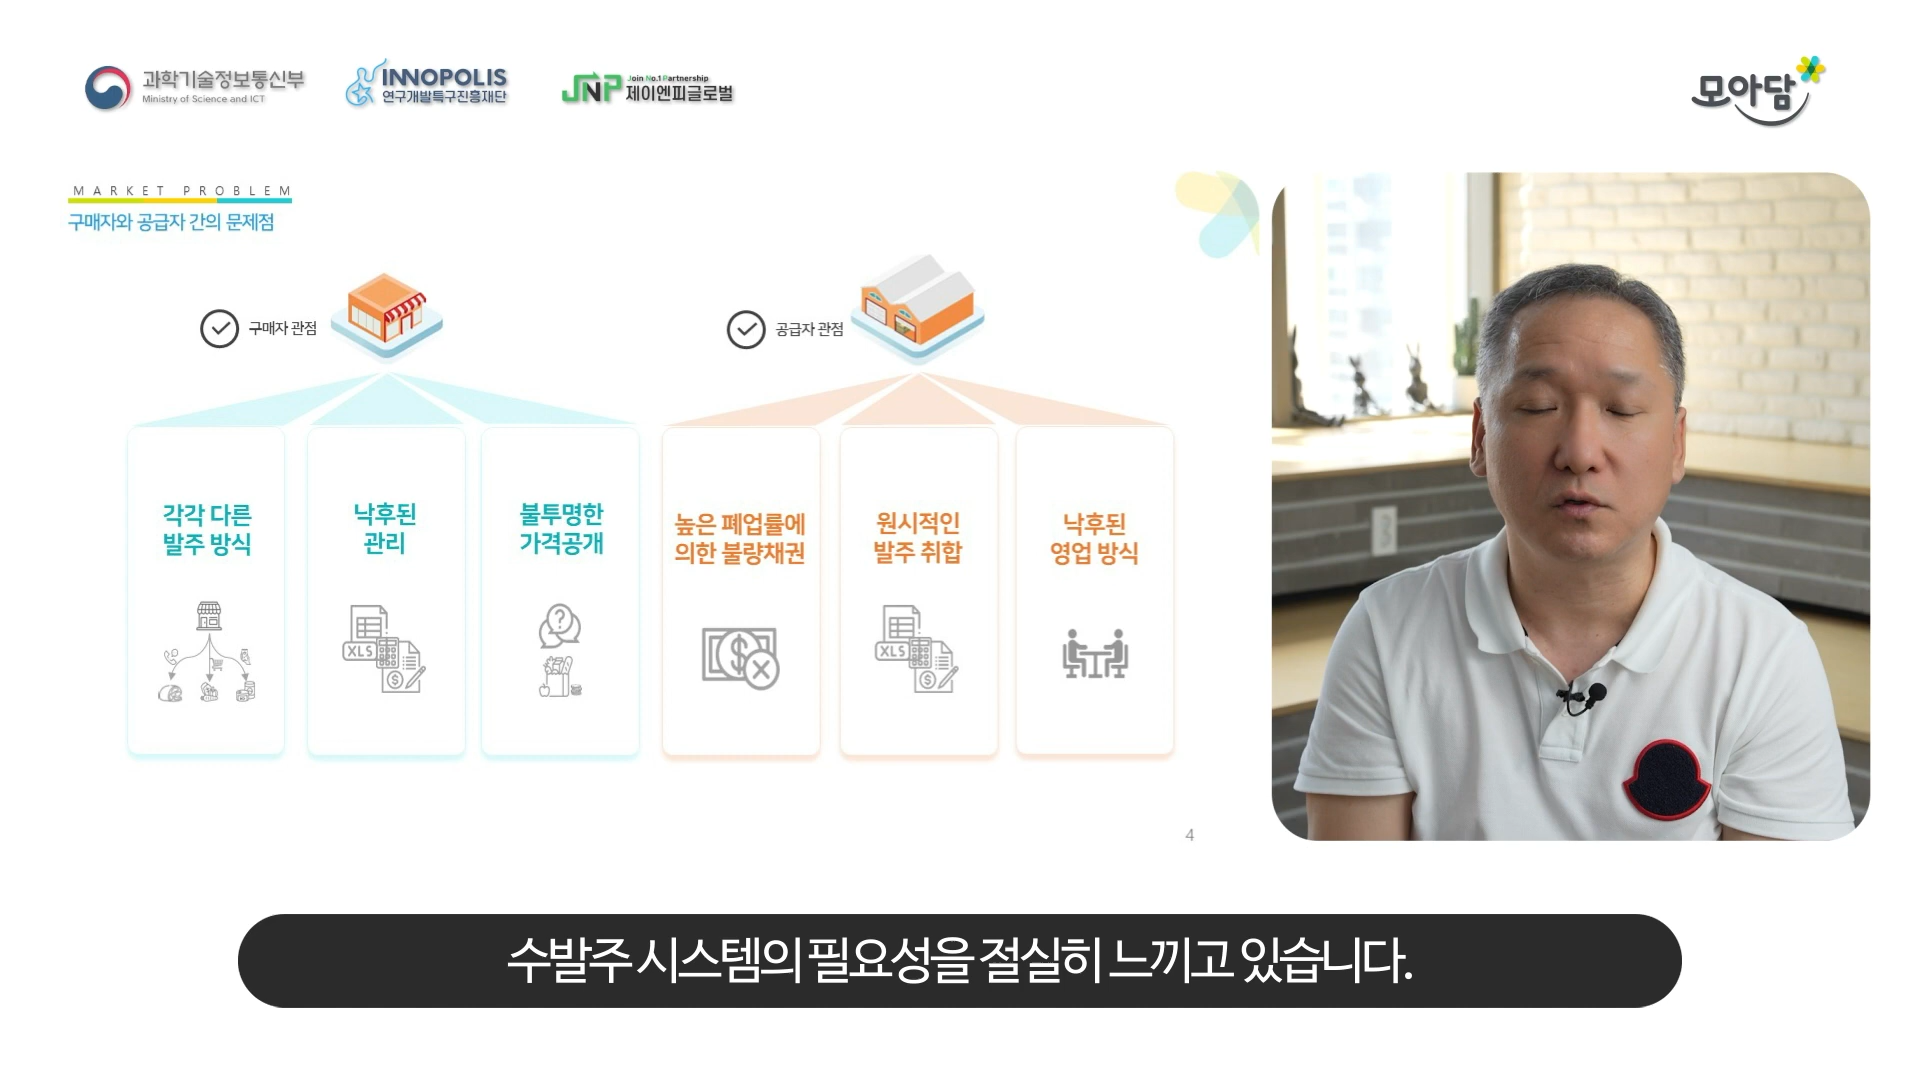 과학기술정보통신부
Ministry of Science and ICT
INNOPOLIS
연구개발특구진흥재단
JNP
Join No.1 Partnership
제이엔피글로벌
모아담
MARKET PROBLEM
구매자와 공급자 간의 문제점
구매자 관점
공급자 관점
각각 다른
발주 방식
낙후된
관리
XLS
불투명한
가격공개
높은 폐업률에
의한 불량채권
원시적인
발주 취합
XLS
낙후된
영업 방식
4
수발주 시스템의 필요성을 절실히 느끼고 있습니다.